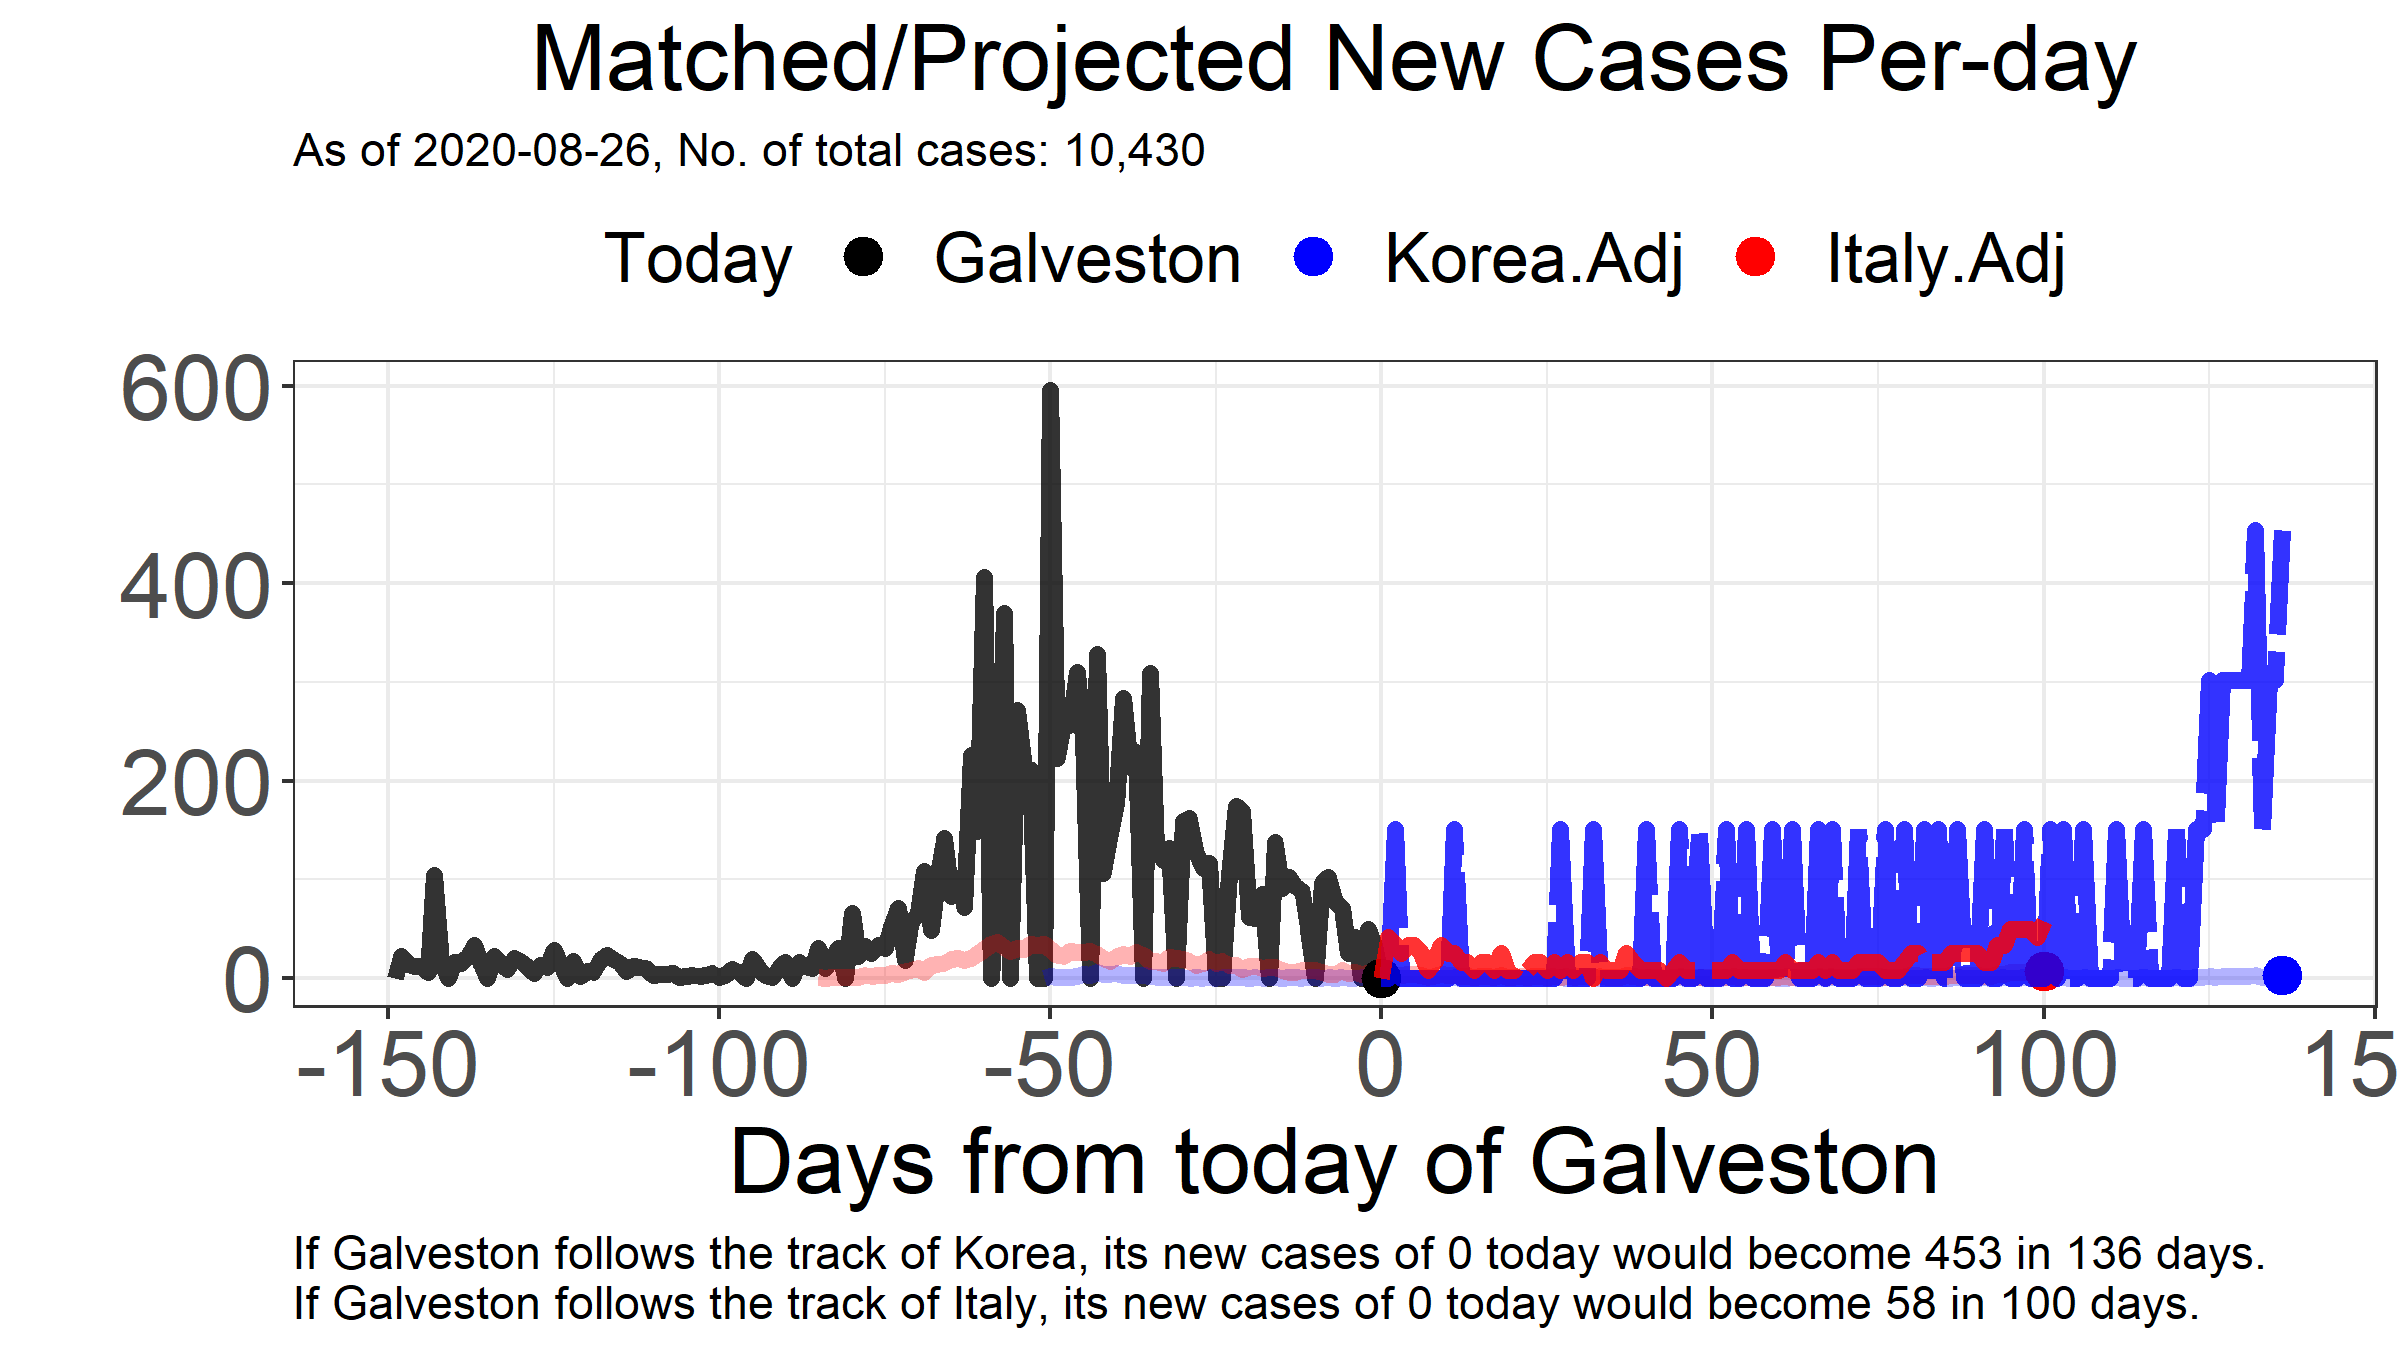 Matched/Projected New Cases Per-day
As of 2020-08-26, No. of total cases: 10,430
Today Galveston Korea.Adj Italy.Adj
600
400
200
0
-150 -100 -50 0 50 100 15
Days from today of Galveston
If Galveston follows the track of Korea, its new cases of 0 today would become 453 in 136 days.
If Galveston follows the track of Italy, its new cases of 0 today would become 58 in 100 days.